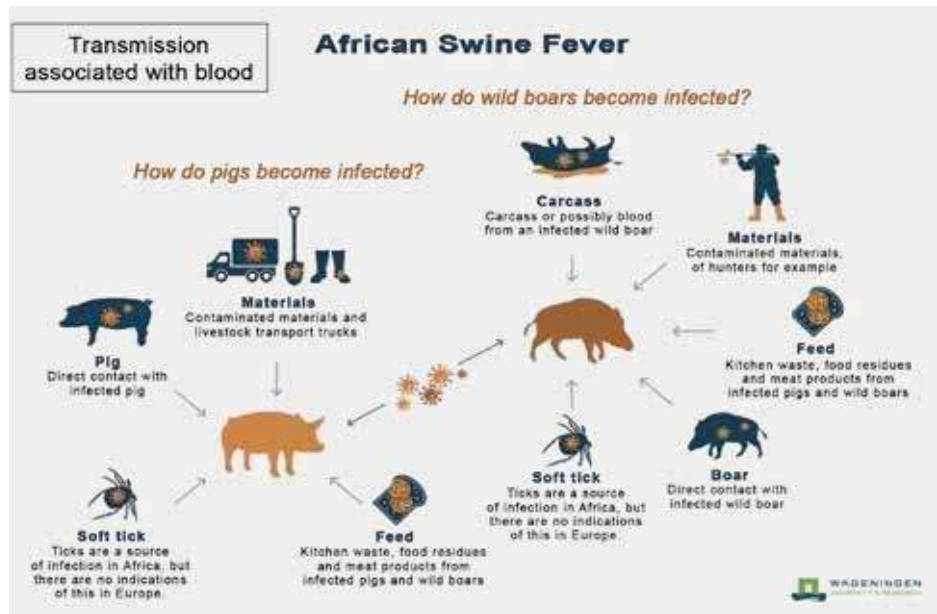 Transmission
associated with blood
African Swine Fever
How do wild boars become infected?
How do pigs become infected?
Carcass
Carcass or possibly blood
from an infected wild boar
Materials
Contaminated materials,
of hunters for example
Materials
Contaminated materials and
livestock transport trucks
Pig
Direct contact with
infected pig
Feed
Kitchen waste, food residues
and meat products from
infected pigs and wild boars
Boar
Direct contact with
infected wild boar
Soft tick
Ticks are a source
of infection in Africa, but
there are no indications
of this in Europe.
Soft tick
Ticks are a source
of infection in Africa, but
there are no indications
of this in Europe.
Feed
Kitchen waste, food residues
and meat products from
infected pigs and wild boars
WAGENINGEN
UNIVERSITY & RESEARCH